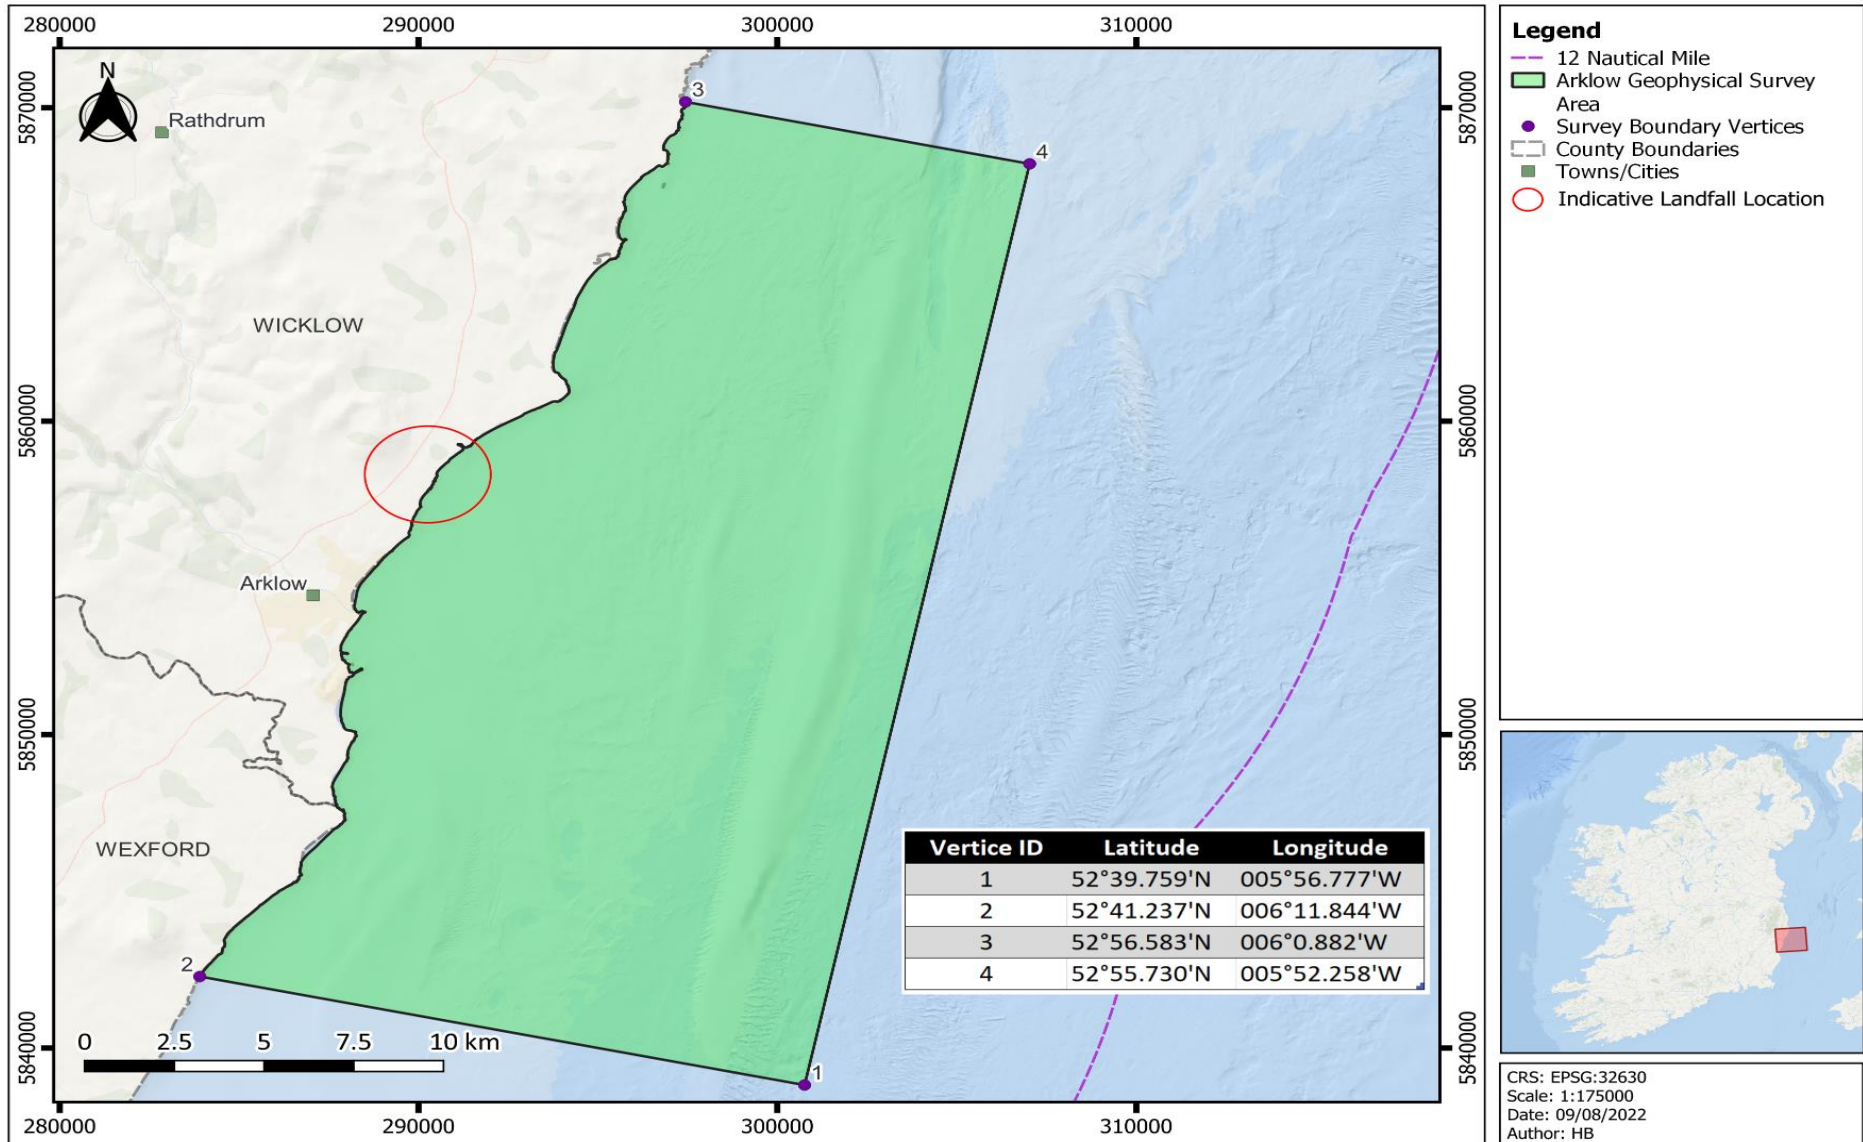 280000 290000 300000 310000
N
3
4
Rathdrum
WICKLOW
Arklow
WEXFORD
2
1
5870000
5860000
5850000
5840000
5870000
5860000
5850000
5840000
0 2.5 5 7.5 10 km
Vertice ID Latitude Longitude
1 52°39.759'N 005°56.777'W
2 52°41.237'N 006°11.844'W
3 52°56.583'N 006°0.882'W
4 52°55.730'N 005°52.258'W
280000 290000 300000 310000
Legend
12 Nautical Mile
Arklow Geophysical Survey
Area
Survey Boundary Vertices
County Boundaries
Towns/Cities
Indicative Landfall Location
CRS: EPSG:32630
Scale: 1:175000
Date: 09/08/2022
Author: HB